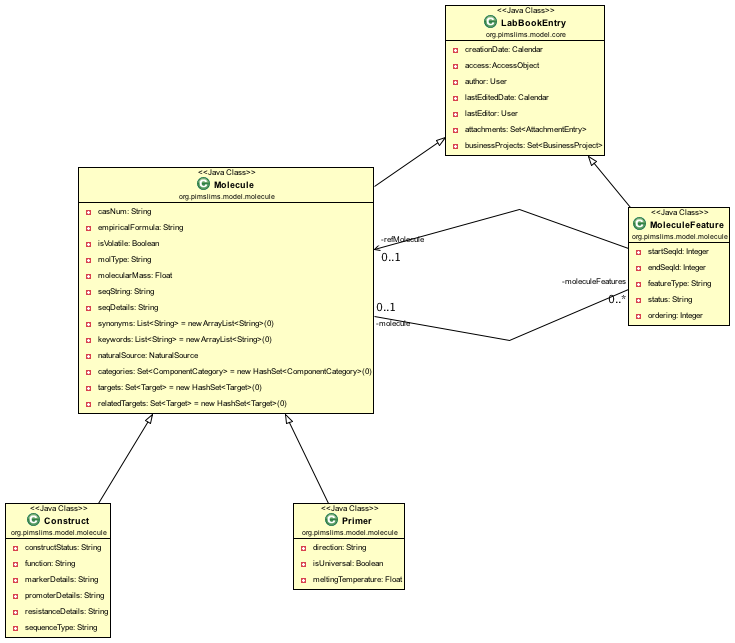 <<Java Class>>
C LabBookEntry
org.pimslims.model.core
creationDate: Calendar
access: AccessObject
author: User
lastEditedDate: Calendar
lastEditor: User
attachments: Set<AttachmentEntry>
businessProjects: Set<BusinessProject>
<<Java Class>>
C Molecule
org.pimslims.model.molecule
casNum: String
empiricalFormula: String
isVolatile: Boolean
molType: String
molecularMass: Float
seqString: String
seqDetails: String
synonyms: List<String> = new ArrayList<String>(0)
keywords: List<String> = new ArrayList<String>(0)
naturalSource: NaturalSource
categories: Set<ComponentCategory> = new HashSet<ComponentCategory>(0)
targets: Set<Target> = new HashSet<Target>(0)
relatedTargets: Set<Target> = new HashSet<Target>(0)
<<Java Class>>
C MoleculeFeature
org.pimslims.model.molecule
startSeqId: Integer
endSeqId: Integer
featureType: String
status: String
ordering: Integer
-refMolecule
0..1
-moleculeFeatures
0..*
0..1
-molecule
<<Java Class>>
C Construct
org.pimslims.model.molecule
constructStatus: String
function: String
markerDetails: String
promoterDetails: String
resistanceDetails: String
sequenceType: String
<<Java Class>>
C Primer
org.pimslims.model.molecule
direction: String
isUniversal: Boolean
meltingTemperature: Float